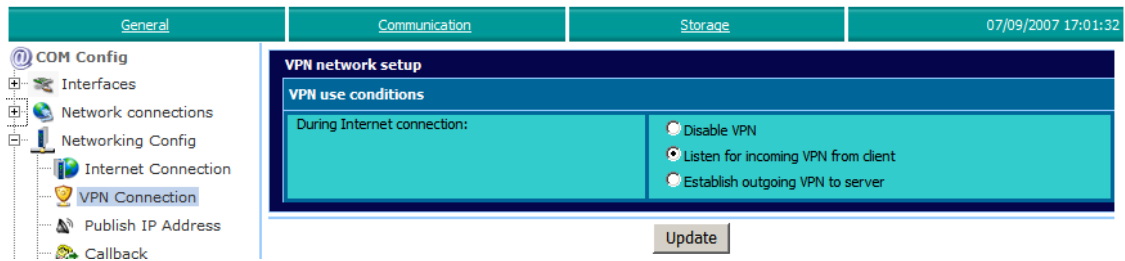 General Communication Storage 07/09/2007 17:01:32
COM Config
Interfaces
Network connections
Networking Config
Internet Connection
VPN Connection
Publish IP Address
Callback
VPN network setup
VPN use conditions
During Internet connection:
Disable VPN
Listen for incoming VPN from client
Establish outgoing VPN to server
Update